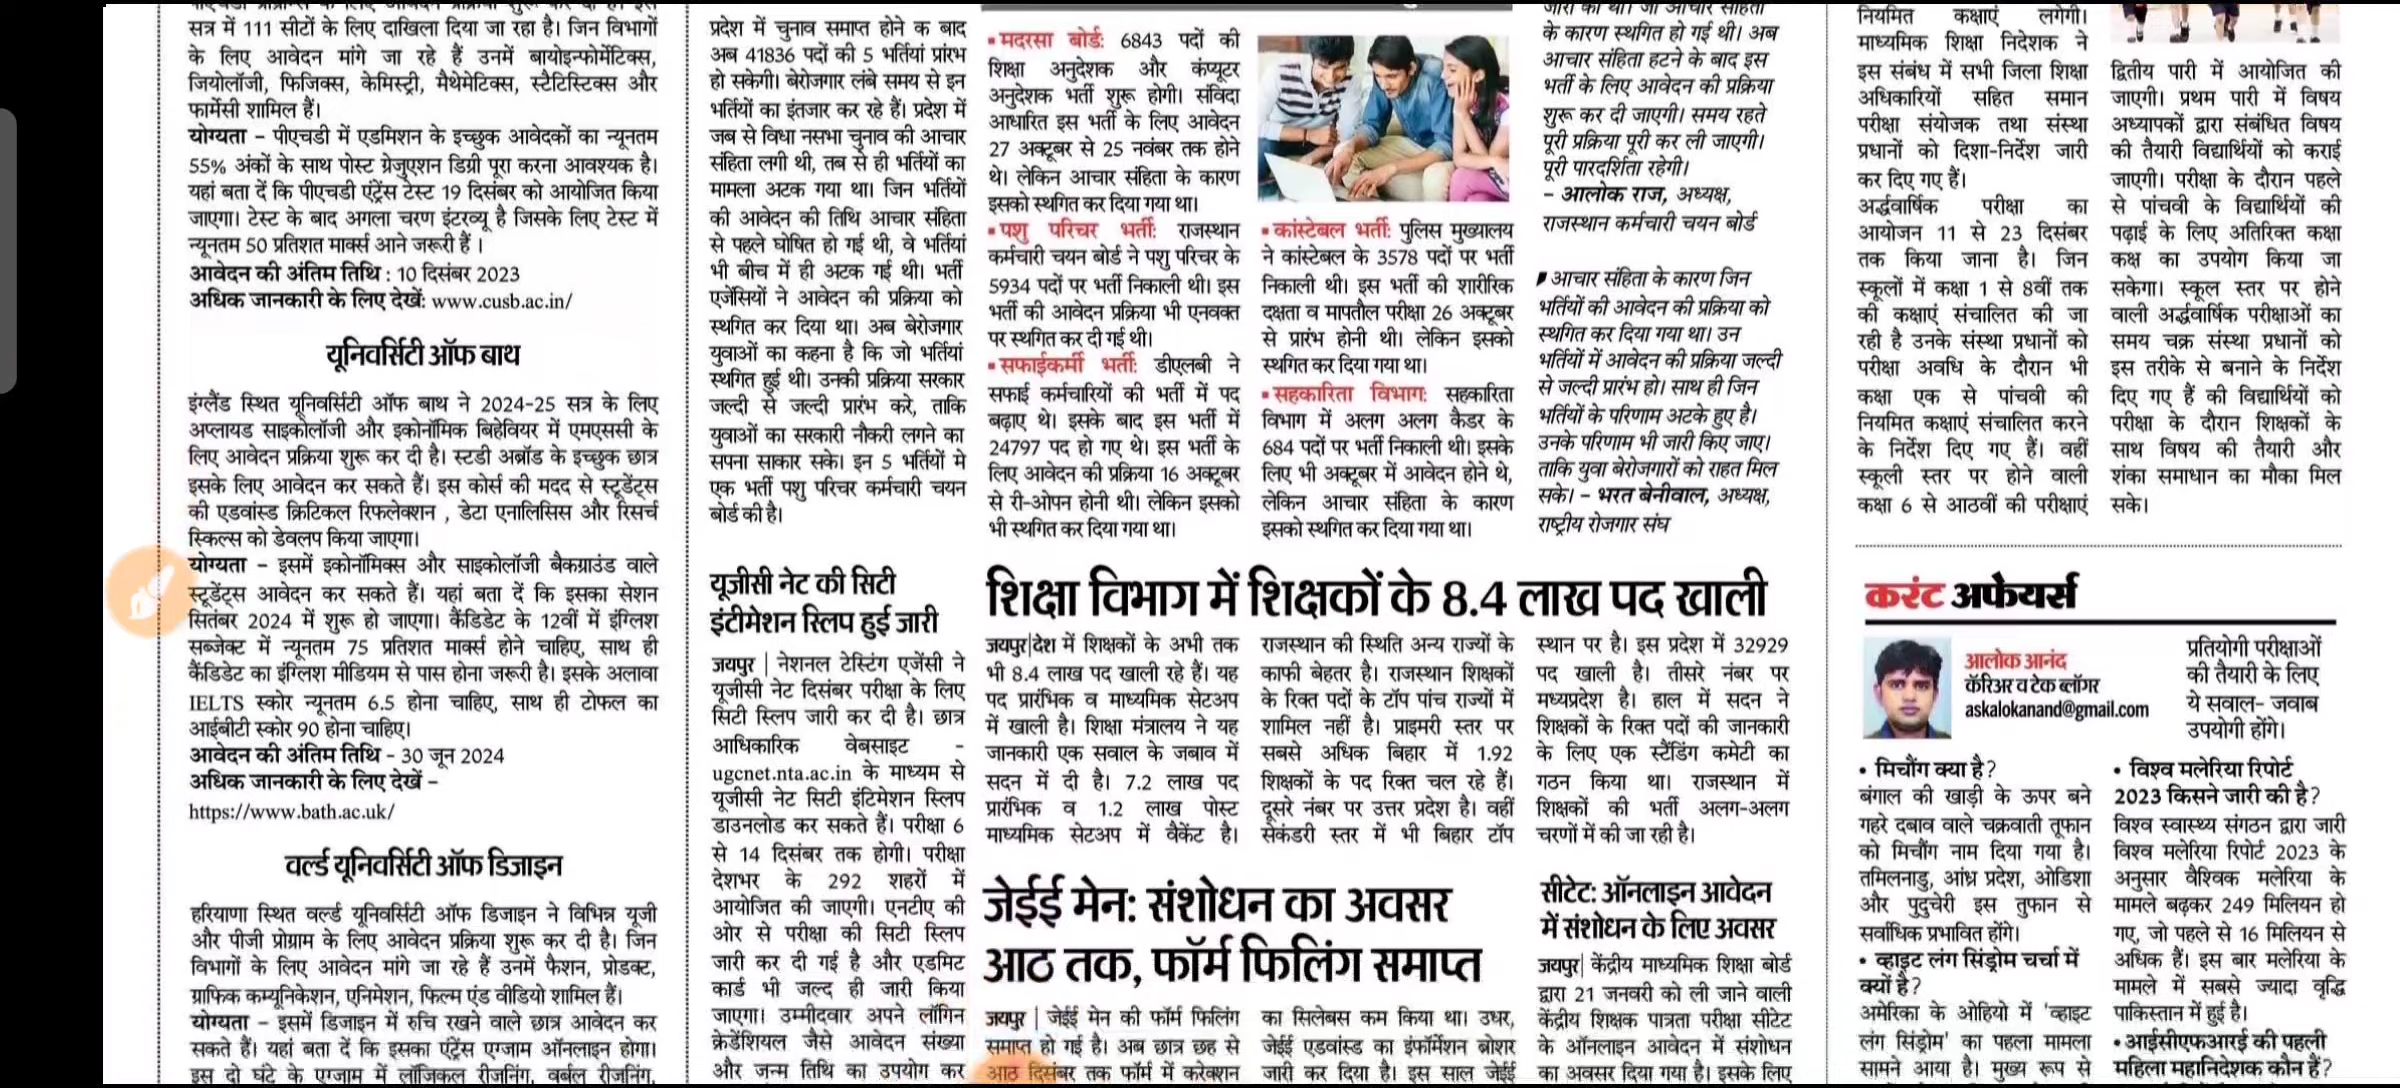 सत्र में 111 सीटों के लिए दाखिला दिया जा रहा है। जिन विभागों
के लिए आवेदन मांगे जा रहे हैं उनमें बायोइन्फोर्मेटिक्स,
जियोलॉजी, फिजिक्स, केमिस्ट्री, मैथेमेटिक्स, स्टैटिस्टिक्स और
फार्मेसी शामिल हैं।
योग्यता – पीएचडी में एडमिशन के इच्छुक आवेदकों का न्यूनतम
55% अंकों के साथ पोस्ट ग्रेजुएशन डिग्री पूरा करना आवश्यक है।
यहां बता दें कि पीएचडी एंट्रेंस टेस्ट 19 दिसंबर को आयोजित किया
जाएगा। टेस्ट के बाद अगला चरण इंटरव्यू है जिसके लिए टेस्ट में
न्यूनतम 50 प्रतिशत मार्क्स आने जरूरी हैं ।
आवेदन की अंतिम तिथि : 10 दिसंबर 2023
अधिक जानकारी के लिए देखें: www.cusb.ac.in/
यूनिवर्सिटी ऑफ बाथ
इंग्लैंड स्थित यूनिवर्सिटी ऑफ बाथ ने 2024-25 सत्र के लिए
अप्लायड साइकोलॉजी और इकोनॉमिक बिहेवियर में एमएससी के
लिए आवेदन प्रक्रिया शुरू कर दी है। स्टडी अब्रॉड के इच्छुक छात्र
इसके लिए आवेदन कर सकते हैं। इस कोर्स की मदद से स्टूडेंट्स
की एडवांस्ड क्रिटिकल रिफलेक्शन , डेटा एनालिसिस और रिसर्च
स्किल्स को डेवलप किया जाएगा।
योग्यता – इसमें इकोनॉमिक्स और साइकोलॉजी बैकग्राउंड वाले
स्टूडेंट्स आवेदन कर सकते हैं। यहां बता दें कि इसका सेशन
सितंबर 2024 में शुरू हो जाएगा। कैंडिडेट के 12वीं में इंग्लिश
सब्जेक्ट में न्यूनतम 75 प्रतिशत मार्क्स होने चाहिए, साथ ही
कैंडिडेट का इंग्लिश मीडियम से पास होना जरूरी है। इसके अलावा
IELTS स्कोर न्यूनतम 6.5 होना चाहिए, साथ ही टोफल का
आईबीटी स्कोर 90 होना चाहिए।
आवेदन की अंतिम तिथि – 30 जून 2024
अधिक जानकारी के लिए देखें –
https://www.bath.ac.uk/
वर्ल्ड यूनिवर्सिटी ऑफ डिजाइन
हरियाणा स्थित वर्ल्ड यूनिवर्सिटी ऑफ डिजाइन ने विभिन्न यूजी
और पीजी प्रोग्राम के लिए आवेदन प्रक्रिया शुरू कर दी है। जिन
विभागों के लिए आवेदन मांगे जा रहे हैं उनमें फैशन, प्रोडक्ट,
ग्राफिक कम्यूनिकेशन, एनिमेशन, फिल्म एंड वीडियो शामिल हैं।
योग्यता – इसमें डिजाइन में रुचि रखने वाले छात्र आवेदन कर
सकते हैं। यहां बता दें कि इसका एंट्रेंस एग्जाम ऑनलाइन होगा।
इस दो घंटे के एग्जाम में लॉजिकल रीजनिंग, वर्बल रीजनिंग,
प्रदेश में चुनाव समाप्त होने क बाद
अब 41836 पदों की 5 भर्तियां प्रारंभ
हो सकेगी। बेरोजगार लंबे समय से इन
भर्तियों का इंतजार कर रहे हैं। प्रदेश में
जब से विधा नसभा चुनाव की आचार
संहिता लगी थी, तब से ही भर्तियों का
मामला अटक गया था। जिन भर्तियों
की आवेदन की तिथि आचार संहिता
से पहले घोषित हो गई थी, वे भर्तियां
भी बीच में ही अटक गई थी। भर्ती
एजेंसियों ने आवेदन की प्रक्रिया को
स्थगित कर दिया था। अब बेरोजगार
युवाओं का कहना है कि जो भर्तियां
स्थगित हुई थी। उनकी प्रक्रिया सरकार
जल्दी से जल्दी प्रारंभ करे, ताकि
युवाओं का सरकारी नौकरी लगने का
सपना साकार सके। इन 5 भर्तियों मे
एक भर्ती पशु परिचर कर्मचारी चयन
बोर्ड की है।
यूजीसी नेट की सिटी
इंटीमेशन स्लिप हुई जारी
जयपुर | नेशनल टेस्टिंग एजेंसी ने
यूजीसी नेट दिसंबर परीक्षा के लिए
सिटी स्लिप जारी कर दी है। छात्र
आधिकारिक वेबसाइट –
ugcnet.nta.ac.in के माध्यम से
यूजीसी नेट सिटी इंटिमेशन स्लिप
डाउनलोड कर सकते हैं। परीक्षा 6
से 14 दिसंबर तक होगी। परीक्षा
देशभर के 292 शहरों में
आयोजित की जाएगी। एनटीए की
ओर से परीक्षा की सिटी स्लिप
जारी कर दी गई है और एडमिट
कार्ड भी जल्द ही जारी किया
जाएगा। उम्मीदवार अपने लॉगिन
क्रेडेंशियल जैसे आवेदन संख्या
और जन्म तिथि का उपयोग कर
▪ मदरसा बोर्ड: 6843 पदों की
शिक्षा अनुदेशक और कंप्यूटर
अनुदेशक भर्ती शुरू होगी। संविदा
आधारित इस भर्ती के लिए आवेदन
27 अक्टूबर से 25 नवंबर तक होने
थे। लेकिन आचार संहिता के कारण
इसको स्थगित कर दिया गया था।
▪ पशु परिचर भर्ती: राजस्थान
कर्मचारी चयन बोर्ड ने पशु परिचर के
5934 पदों पर भर्ती निकाली थी। इस
भर्ती की आवेदन प्रक्रिया भी एनवक्त
पर स्थगित कर दी गई थी।
▪ सफाईकर्मी भर्ती: डीएलबी ने
सफाई कर्मचारियों की भर्ती में पद
बढ़ाए थे। इसके बाद इस भर्ती में
24797 पद हो गए थे। इस भर्ती के
लिए आवेदन की प्रक्रिया 16 अक्टूबर
से री-ओपन होनी थी। लेकिन इसको
भी स्थगित कर दिया गया था।
▪ कांस्टेबल भर्ती: पुलिस मुख्यालय
ने कांस्टेबल के 3578 पदों पर भर्ती
निकाली थी। इस भर्ती की शारीरिक
दक्षता व मापतौल परीक्षा 26 अक्टूबर
से प्रारंभ होनी थी। लेकिन इसको
स्थगित कर दिया गया था।
▪ सहकारिता विभाग: सहकारिता
विभाग में अलग अलग कैडर के
684 पदों पर भर्ती निकाली थी। इसके
लिए भी अक्टूबर में आवेदन होने थे,
लेकिन आचार संहिता के कारण
इसको स्थगित कर दिया गया था।
जारी की थी। जो आचार संहिता
के कारण स्थगित हो गई थी। अब
आचार संहिता हटने के बाद इस
भर्ती के लिए आवेदन की प्रक्रिया
शुरू कर दी जाएगी। समय रहते
पूरी प्रक्रिया पूरी कर ली जाएगी।
पूरी पारदर्शिता रहेगी।
– आलोक राज, अध्यक्ष,
राजस्थान कर्मचारी चयन बोर्ड
▪ आचार संहिता के कारण जिन
भर्तियों की आवेदन की प्रक्रिया को
स्थगित कर दिया गया था। उन
भर्तियों में आवेदन की प्रक्रिया जल्दी
से जल्दी प्रारंभ हो। साथ ही जिन
भर्तियों के परिणाम अटके हुए है।
उनके परिणाम भी जारी किए जाए।
ताकि युवा बेरोजगारों को राहत मिल
सके। – भरत बेनीवाल, अध्यक्ष,
राष्ट्रीय रोजगार संघ
शिक्षा विभाग में शिक्षकों के 8.4 लाख पद खाली
जयपुर|देश में शिक्षकों के अभी तक
भी 8.4 लाख पद खाली रहे हैं। यह
पद प्रारंभिक व माध्यमिक सेटअप
में खाली है। शिक्षा मंत्रालय ने यह
जानकारी एक सवाल के जबाव में
सदन में दी है। 7.2 लाख पद
प्रारंभिक व 1.2 लाख पोस्ट
माध्यमिक सेटअप में वैकेंट है।
राजस्थान की स्थिति अन्य राज्यों के
काफी बेहतर है। राजस्थान शिक्षकों
के रिक्त पदों के टॉप पांच राज्यों में
शामिल नहीं है। प्राइमरी स्तर पर
सबसे अधिक बिहार में 1.92
शिक्षकों के पद रिक्त चल रहे हैं।
दूसरे नंबर पर उत्तर प्रदेश है। वहीं
सेकंडरी स्तर में भी बिहार टॉप
स्थान पर है। इस प्रदेश में 32929
पद खाली है। तीसरे नंबर पर
मध्यप्रदेश है। हाल में सदन ने
शिक्षकों के रिक्त पदों की जानकारी
के लिए एक स्टैंडिंग कमेटी का
गठन किया था। राजस्थान में
शिक्षकों की भर्ती अलग-अलग
चरणों में की जा रही है।
जेईई मेन: संशोधन का अवसर
आठ तक, फॉर्म फिलिंग समाप्त
जयपुर | जेईई मेन की फॉर्म फिलिंग
समाप्त हो गई है। अब छात्र छह से
आठ दिसंबर तक फॉर्म में करेक्शन
का सिलेबस कम किया था। उधर,
जेईई एडवांस्ड का इंफॉर्मेशन ब्रोशर
जारी कर दिया है। इस साल जेईई
सीटेट: ऑनलाइन आवेदन
में संशोधन के लिए अवसर
जयपुर| केंद्रीय माध्यमिक शिक्षा बोर्ड
द्वारा 21 जनवरी को ली जाने वाली
केंद्रीय शिक्षक पात्रता परीक्षा सीटेट
के ऑनलाइन आवेदन में संशोधन
का अवसर दिया गया है। इसके लिए
नियमित कक्षाएं लगेगी।
माध्यमिक शिक्षा निदेशक ने
इस संबंध में सभी जिला शिक्षा
अधिकारियों सहित समान
परीक्षा संयोजक तथा संस्था
प्रधानों को दिशा-निर्देश जारी
कर दिए गए हैं।
अर्द्धवार्षिक परीक्षा का
आयोजन 11 से 23 दिसंबर
तक किया जाना है। जिन
स्कूलों में कक्षा 1 से 8वीं तक
की कक्षाएं संचालित की जा
रही है उनके संस्था प्रधानों को
परीक्षा अवधि के दौरान भी
कक्षा एक से पांचवी की
नियमित कक्षाएं संचालित करने
के निर्देश दिए गए हैं। वहीं
स्कूली स्तर पर होने वाली
कक्षा 6 से आठवीं की परीक्षाएं
द्वितीय पारी में आयोजित की
जाएगी। प्रथम पारी में विषय
अध्यापकों द्वारा संबंधित विषय
की तैयारी विद्यार्थियों को कराई
जाएगी। परीक्षा के दौरान पहले
से पांचवी के विद्यार्थियों की
पढ़ाई के लिए अतिरिक्त कक्षा
कक्ष का उपयोग किया जा
सकेगा। स्कूल स्तर पर होने
वाली अर्द्धवार्षिक परीक्षाओं का
समय चक्र संस्था प्रधानों को
इस तरीके से बनाने के निर्देश
दिए गए हैं की विद्यार्थियों को
परीक्षा के दौरान शिक्षकों के
साथ विषय की तैयारी और
शंका समाधान का मौका मिल
सके।
करंट अफेयर्स
आलोक आनंद
कॅरिअर व टेक ब्लॉगर
askalokanand@gmail.com
प्रतियोगी परीक्षाओं
की तैयारी के लिए
ये सवाल- जवाब
उपयोगी होंगे।
• मिचौंग क्या है?
बंगाल की खाड़ी के ऊपर बने
गहरे दबाव वाले चक्रवाती तूफान
को मिचौंग नाम दिया गया है।
तमिलनाडु, आंध्र प्रदेश, ओडिशा
और पुदुचेरी इस तुफान से
सर्वाधिक प्रभावित होंगे।
• व्हाइट लंग सिंड्रोम चर्चा में
क्यों है?
अमेरिका के ओहियो में 'व्हाइट
लंग सिंड्रोम' का पहला मामला
सामने आया है। मुख्य रूप से
• विश्व मलेरिया रिपोर्ट
2023 किसने जारी की है?
विश्व स्वास्थ्य संगठन द्वारा जारी
विश्व मलेरिया रिपोर्ट 2023 के
अनुसार वैश्विक मलेरिया के
मामले बढ़कर 249 मिलियन हो
गए, जो पहले से 16 मिलियन से
अधिक हैं। इस बार मलेरिया के
मामले में सबसे ज्यादा वृद्धि
पाकिस्तान में हुई है।
• आईसीएफआरई की पहली
महिला महानिदेशक कौन हैं?